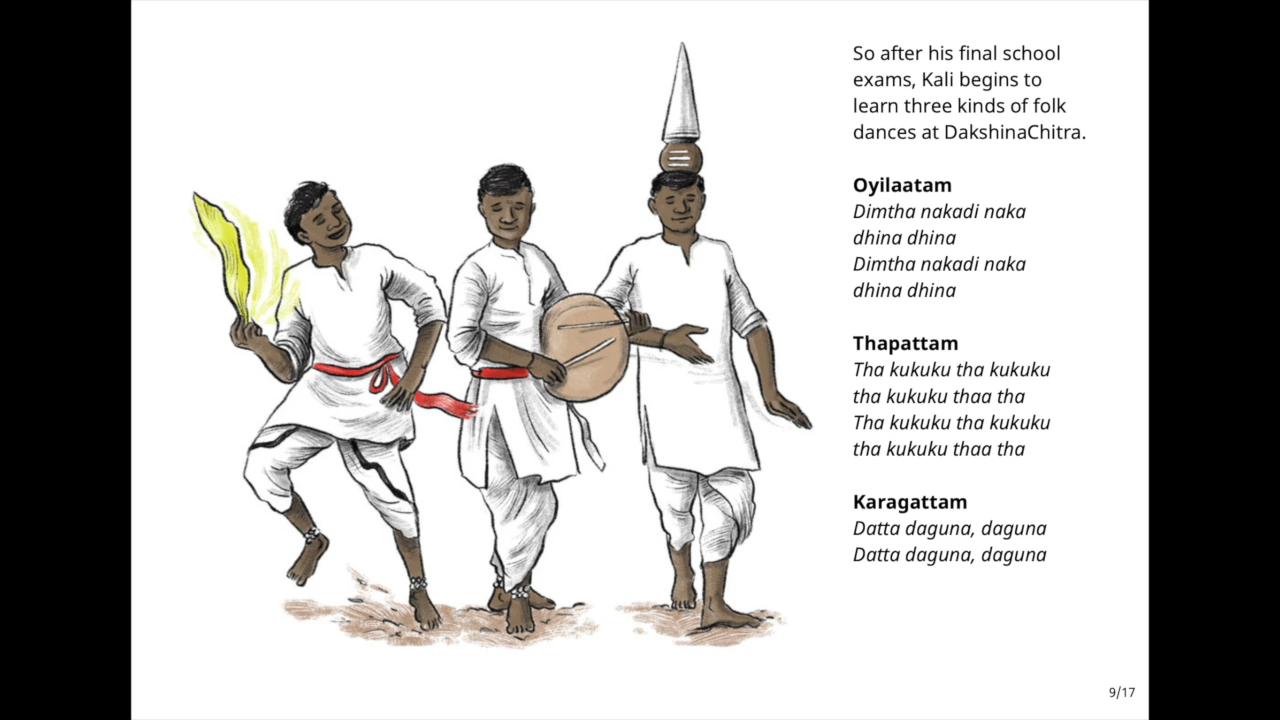 So after his final school
exams, Kali begins to
learn three kinds of folk
dances at DakshinaChitra.
Oyilaatam
Dimtha nakadi naka
dhina dhina
Dimtha nakadi naka
dhina dhina
Thapattam
Tha kukuku tha kukuku
tha kukuku thaa tha
Tha kukuku tha kukuku
tha kukuku thaa tha
Karagattam
Datta daguna, daguna
Datta daguna, daguna
9/17